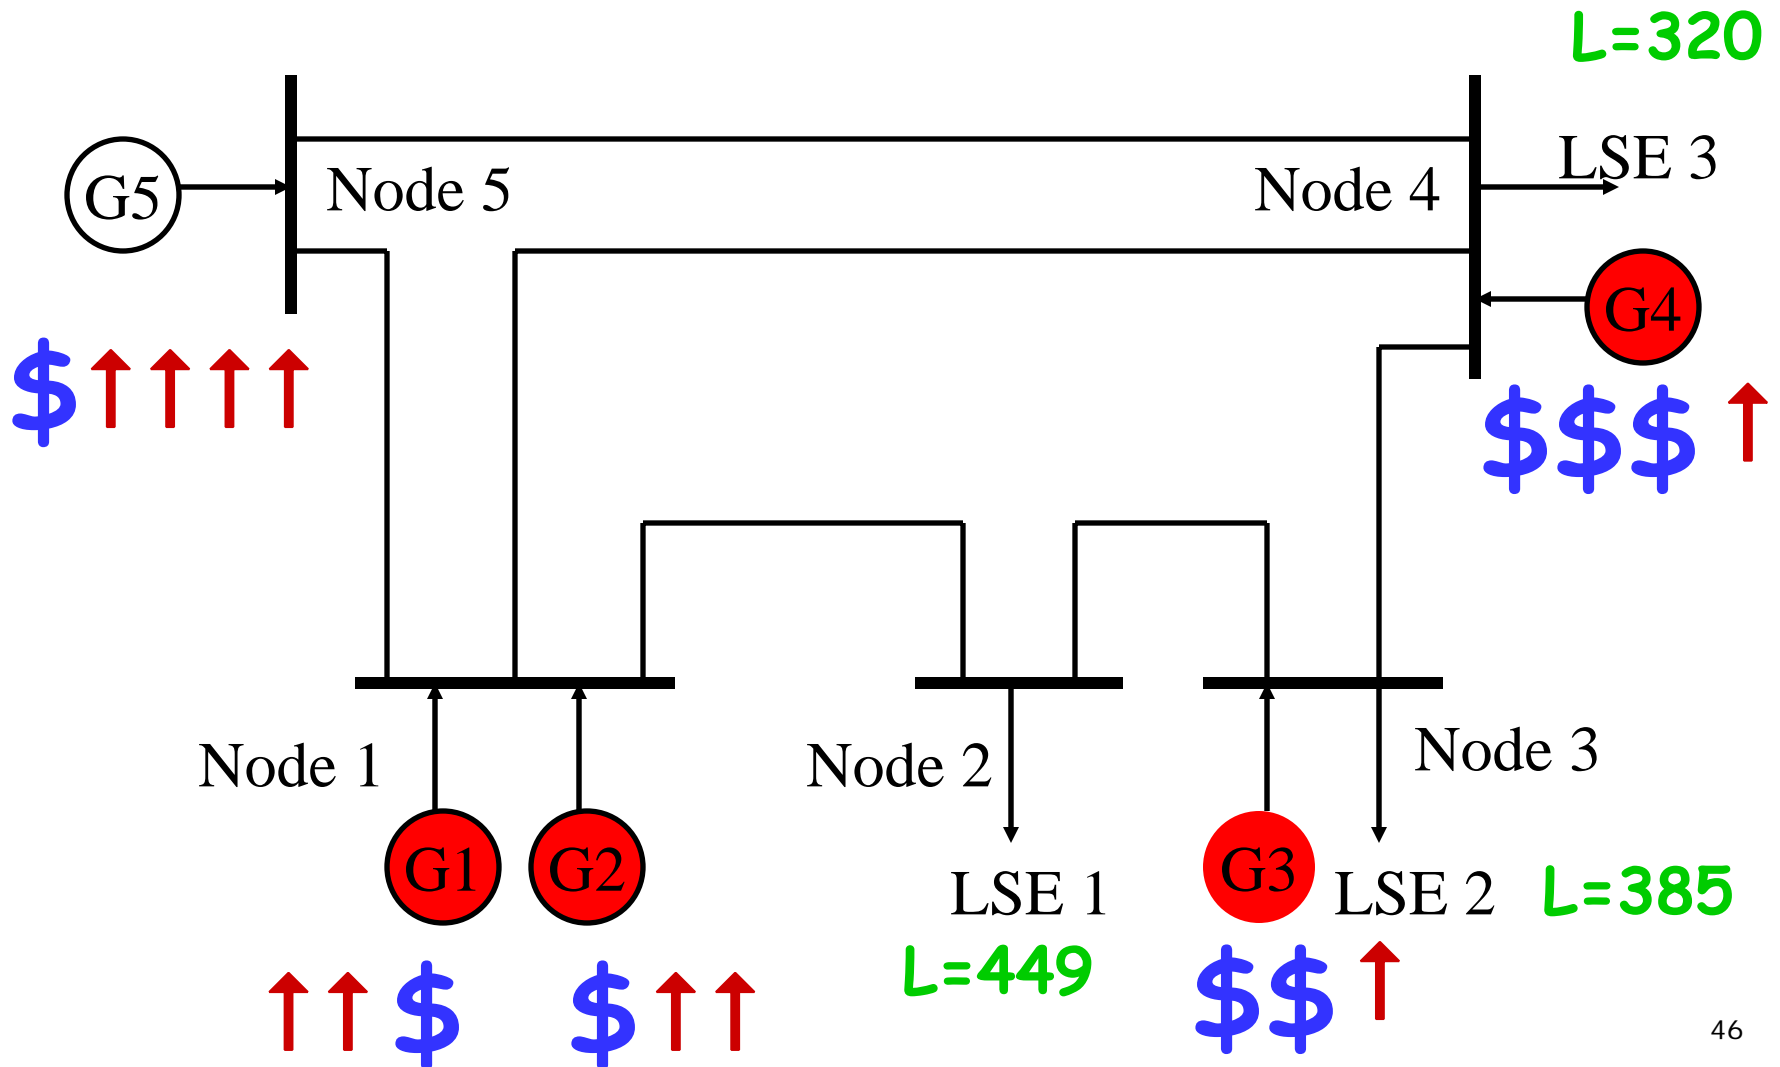 L=320
LSE 3
G5
Node 5
Node 4
G4
$ ↑ ↑ ↑ ↑
$$$ ↑
Node 1
Node 2
Node 3
G1
G2
LSE 1
G3
LSE 2
L=385
L=449
↑ ↑ $
$ ↑ ↑
$$ ↑
46